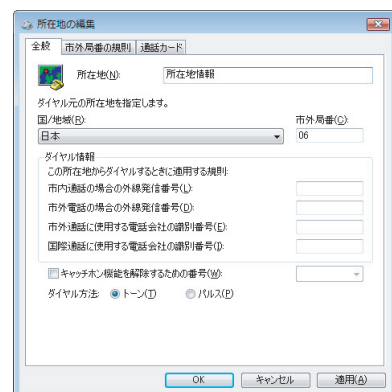 所在地の編集
全般 市外局番の規則 通話カード
所在地(N): 所在地情報
ダイヤル元の所在地を指定します。
国/地域(R): 市外局番(C):
日本 06
ダイヤル情報
この所在地からダイヤルするときに適用する規則:
市内通話の場合の外線発信番号(L):
市外電話の場合の外線発信番号(D):
市外通話に使用する電話会社の識別番号(E):
国際通話に使用する電話会社の識別番号(I):
キャッチホン機能を解除するための番号(W):
ダイヤル方法: トーン(T) パルス(P)
OK キャンセル 適用(A)